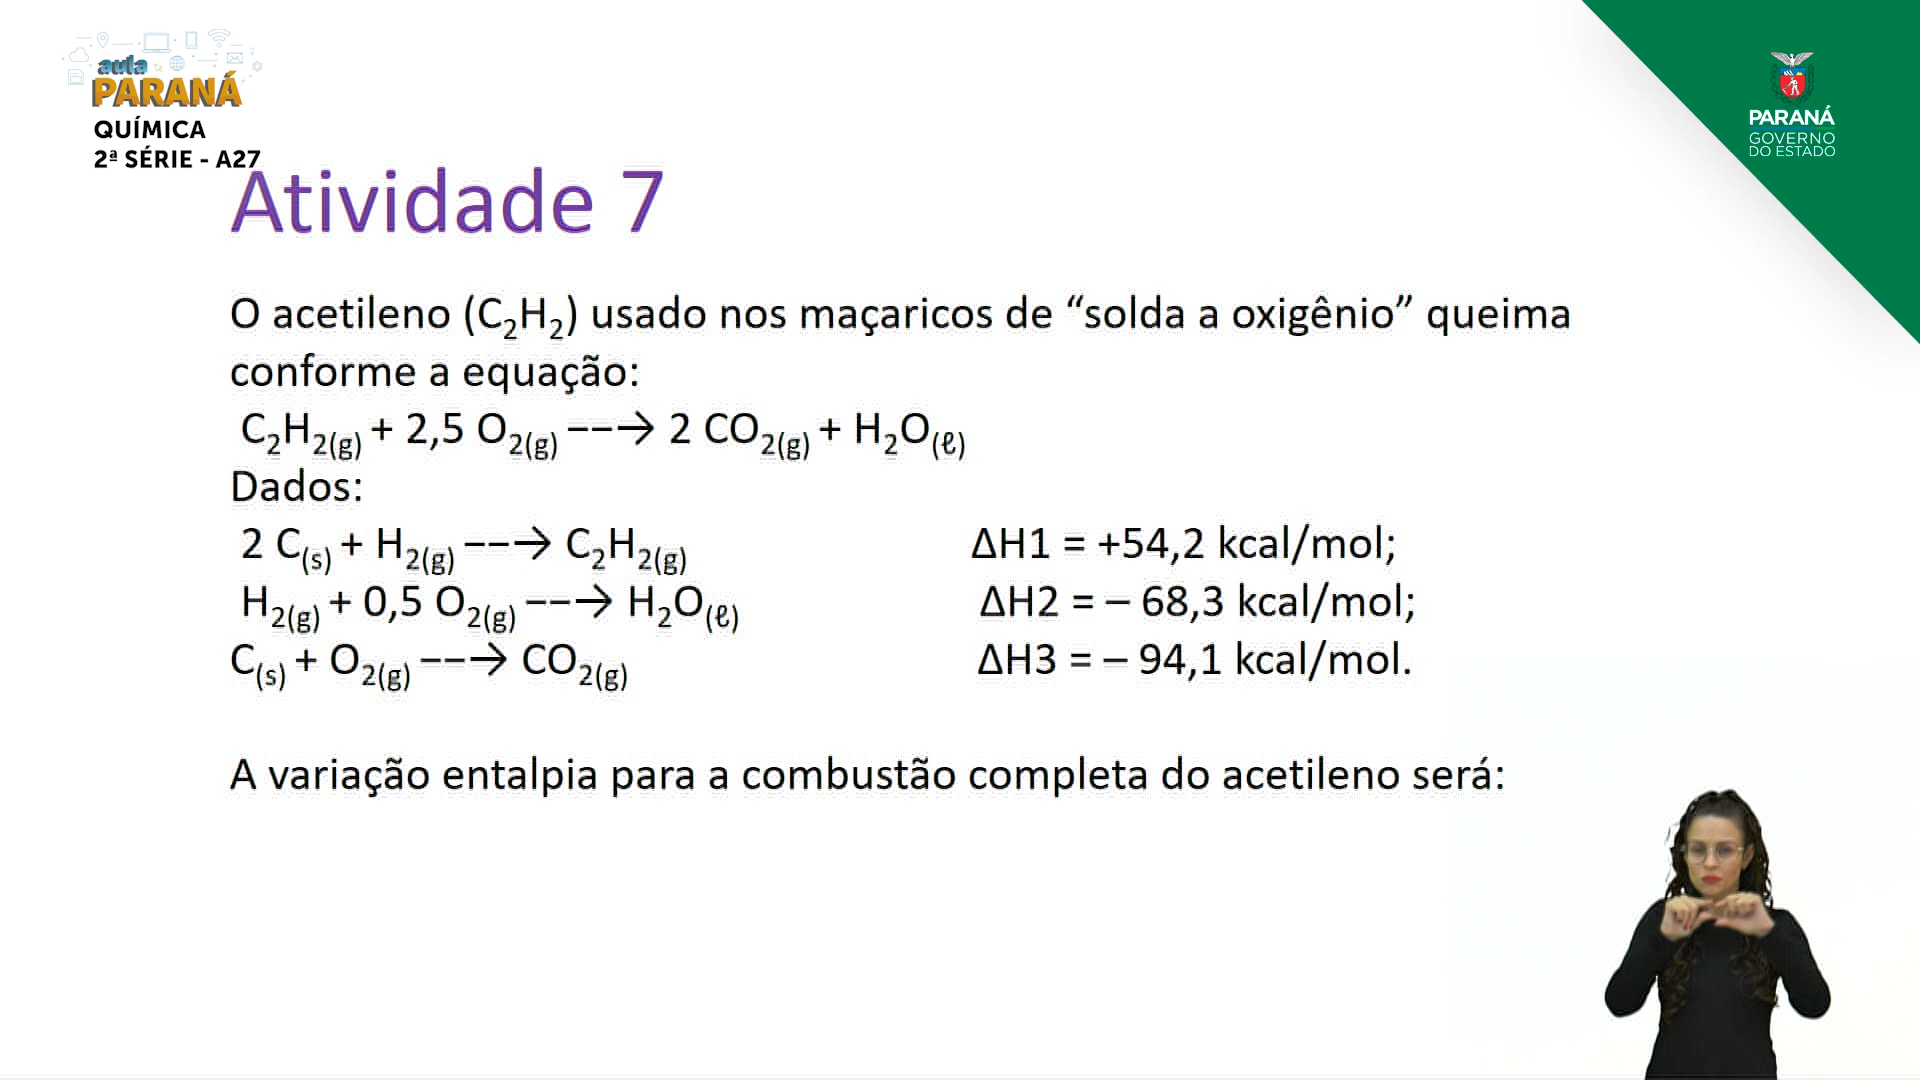 aula
PARANÁ
QUÍMICA
2ª SÉRIE - A27
PARANÁ
GOVERNO
DO ESTADO
Atividade 7
O acetileno (C₂H₂) usado nos maçaricos de “solda a oxigênio” queima
conforme a equação:
C₂H₂(g) + 2,5 O₂(g) −−→ 2 CO₂(g) + H₂O(ℓ)
Dados:
2 C(s) + H₂(g) −−→ C₂H₂(g) ΔH1 = +54,2 kcal/mol;
H₂(g) + 0,5 O₂(g) −−→ H₂O(ℓ) ΔH2 = – 68,3 kcal/mol;
C(s) + O₂(g) −−→ CO₂(g) ΔH3 = – 94,1 kcal/mol.
A variação entalpia para a combustão completa do acetileno será: